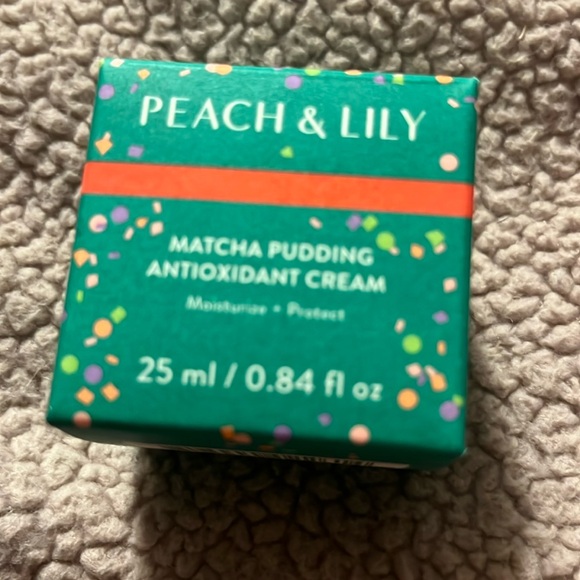 PEACH & LILY
MATCHA PUDDING
ANTIOXIDANT CREAM
Moisturize • Protect
25 ml / 0.84 fl oz